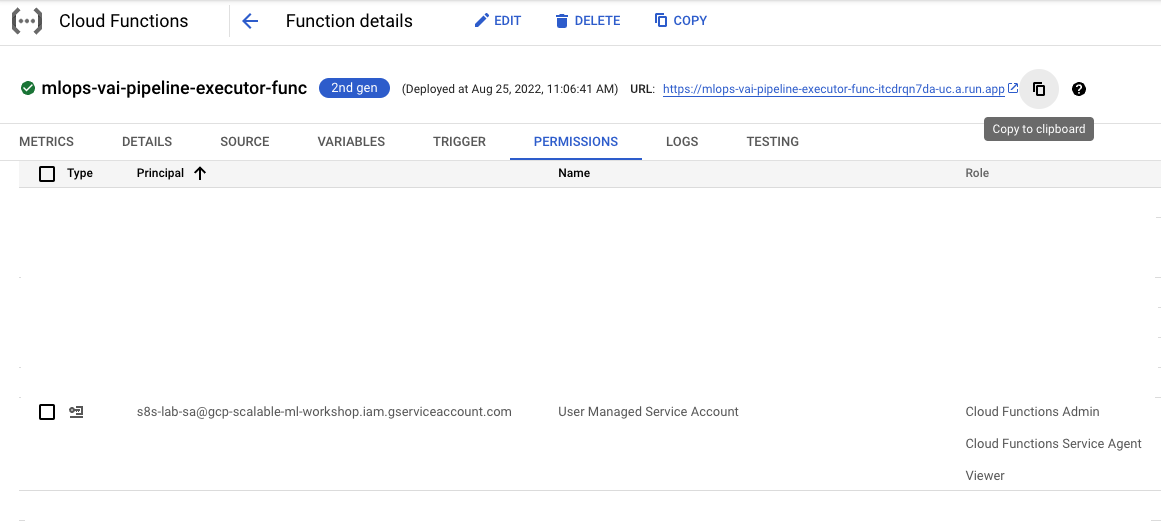 Cloud Functions Function details EDIT DELETE COPY
mlops-vai-pipeline-executor-func 2nd gen (Deployed at Aug 25, 2022, 11:06:41 AM) URL: https://mlops-vai-pipeline-executor-func-itcdrqn7da-uc.a.run.app
Copy to clipboard
METRICS DETAILS SOURCE VARIABLES TRIGGER PERMISSIONS LOGS TESTING
Type Principal Name Role
s8s-lab-sa@gcp-scalable-ml-workshop.iam.gserviceaccount.com User Managed Service Account Cloud Functions Admin
Cloud Functions Service Agent
Viewer